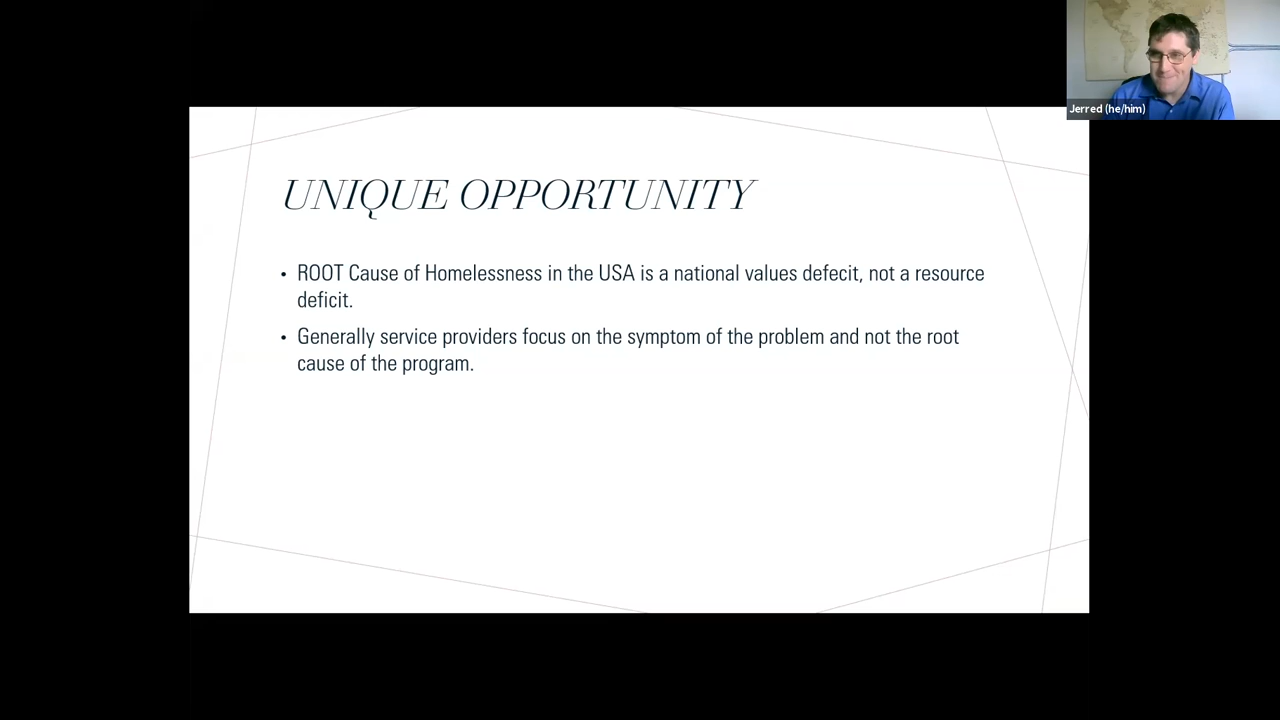 Jerred (he/him)
UNIQUE OPPORTUNITY
• ROOT Cause of Homelessness in the USA is a national values defecit, not a resource
deficit.
• Generally service providers focus on the symptom of the problem and not the root
cause of the program.